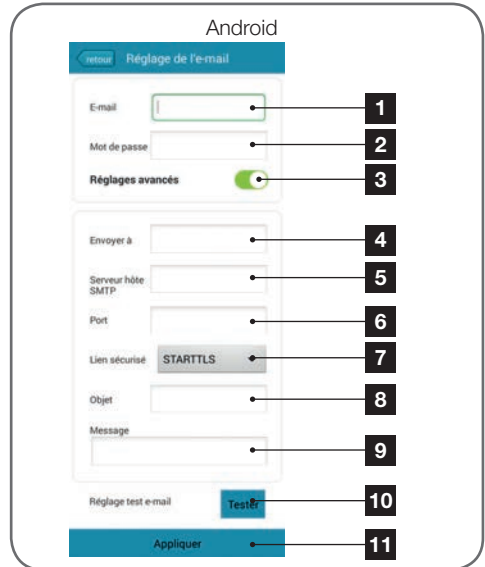 Android
retour Réglage de l'e-mail
E-mail 1
Mot de passe 2
Réglages avancés 3
Envoyer à 4
Serveur hôte
SMTP 5
Port 6
Lien sécurisé STARTTLS 7
Objet 8
Message
9
Réglage test e-mail Tester 10
Appliquer 11